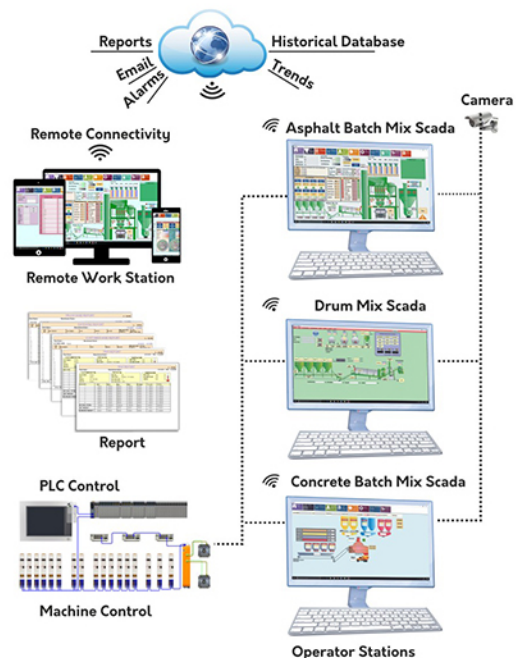 Reports
Email
Alarms
Historical Database
Trends
Camera
Remote Connectivity
Asphalt Batch Mix Scada
Remote Work Station
Drum Mix Scada
Report
PLC Control
Concrete Batch Mix Scada
Machine Control
Operator Stations